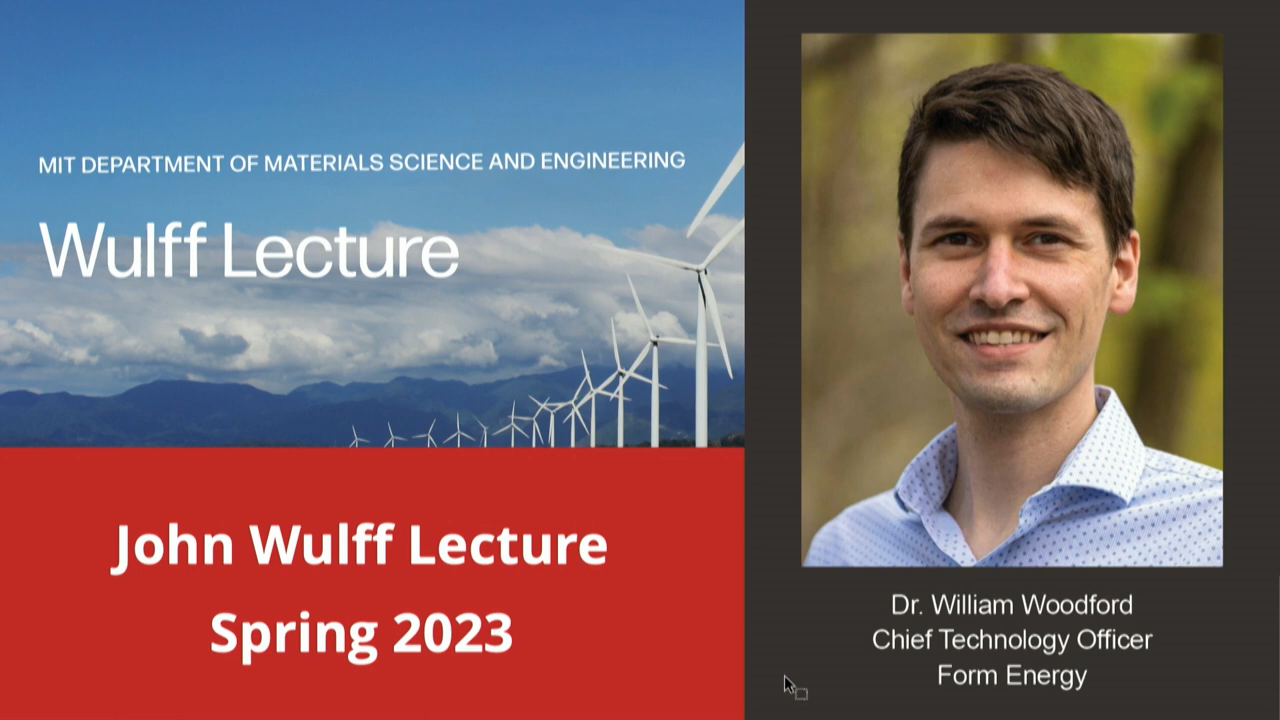 MIT DEPARTMENT OF MATERIALS SCIENCE AND ENGINEERING
Wulff Lecture
John Wulff Lecture
Spring 2023
Dr. William Woodford
Chief Technology Officer
Form Energy